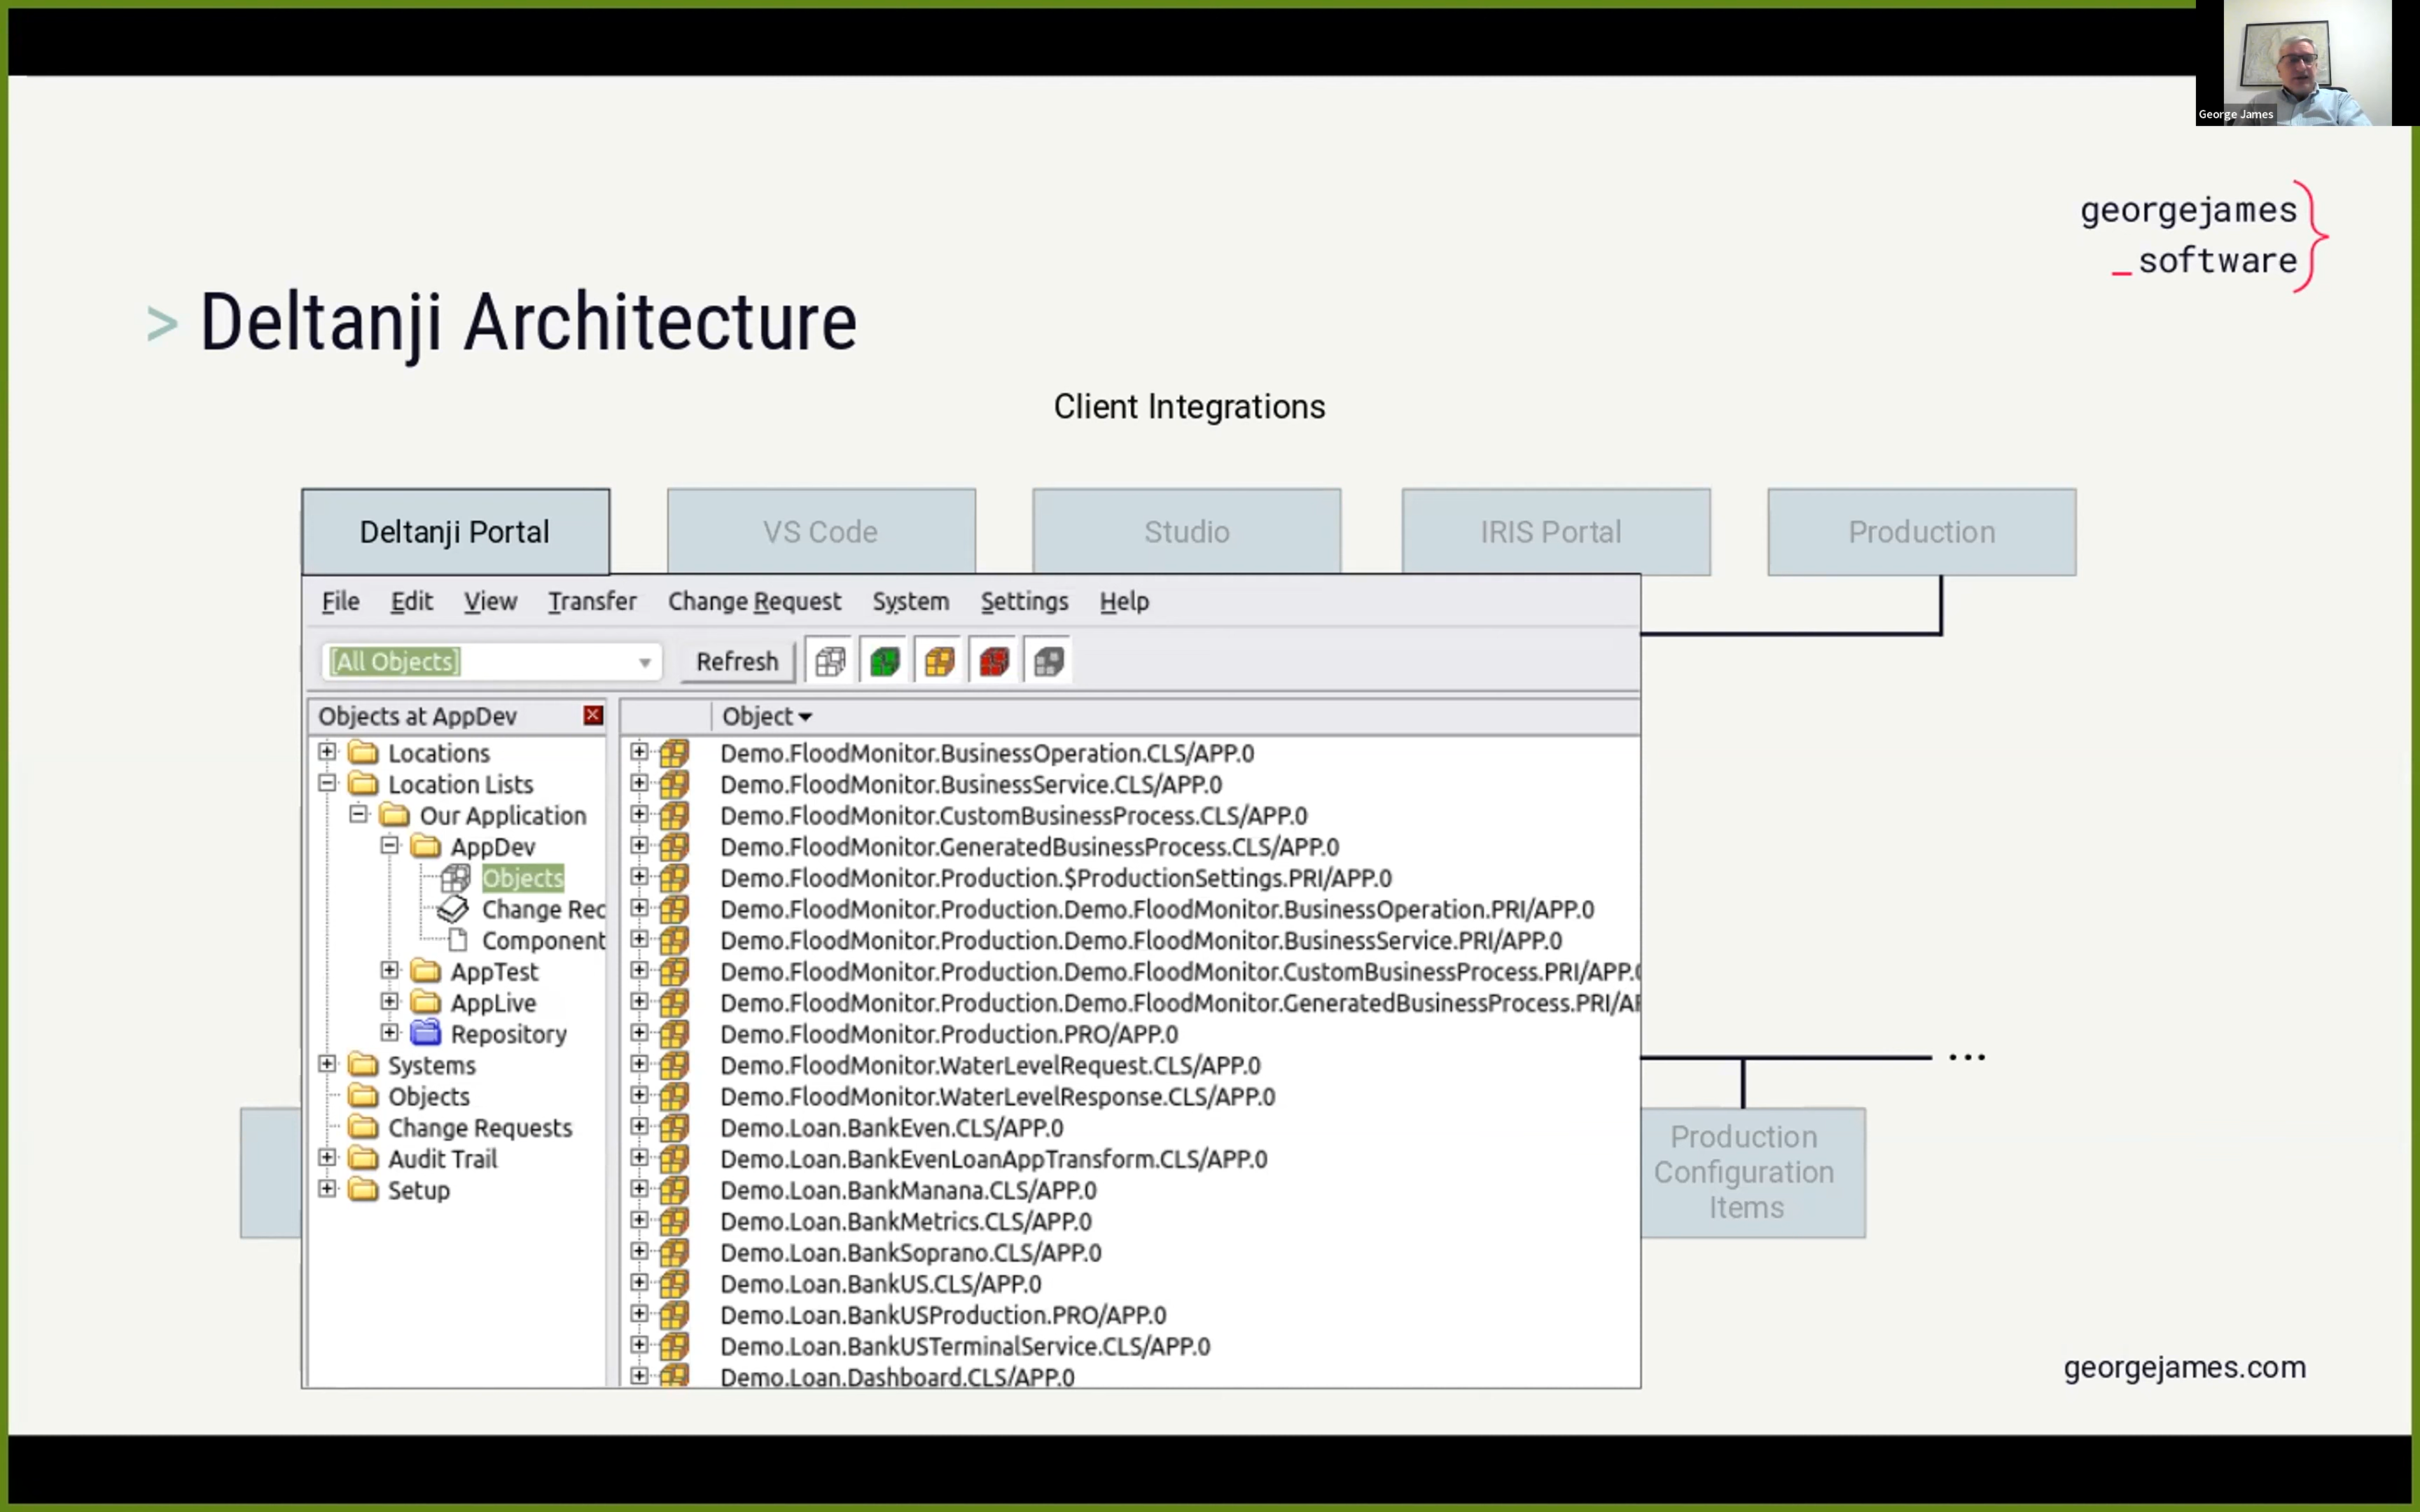 George James
georgejames
_software
> Deltanji Architecture
Client Integrations
Deltanji Portal
VS Code
Studio
IRIS Portal
Production
File Edit View Transfer Change Request System Settings Help
[All Objects] Refresh
Objects at AppDev
Locations
Location Lists
Our Application
AppDev
Objects
Change Rec
Component
AppTest
AppLive
Repository
Systems
Objects
Change Requests
Audit Trail
Setup
Object
Demo.FloodMonitor.BusinessOperation.CLS/APP.0
Demo.FloodMonitor.BusinessService.CLS/APP.0
Demo.FloodMonitor.CustomBusinessProcess.CLS/APP.0
Demo.FloodMonitor.GeneratedBusinessProcess.CLS/APP.0
Demo.FloodMonitor.Production.$ProductionSettings.PRI/APP.0
Demo.FloodMonitor.Production.Demo.FloodMonitor.BusinessOperation.PRI/APP.0
Demo.FloodMonitor.Production.Demo.FloodMonitor.BusinessService.PRI/APP.0
Demo.FloodMonitor.Production.Demo.FloodMonitor.CustomBusinessProcess.PRI/APP.0
Demo.FloodMonitor.Production.Demo.FloodMonitor.GeneratedBusinessProcess.PRI/AP
Demo.FloodMonitor.Production.PRO/APP.0
Demo.FloodMonitor.WaterLevelRequest.CLS/APP.0
Demo.FloodMonitor.WaterLevelResponse.CLS/APP.0
Demo.Loan.BankEven.CLS/APP.0
Demo.Loan.BankEvenLoanAppTransform.CLS/APP.0
Demo.Loan.BankManana.CLS/APP.0
Demo.Loan.BankMetrics.CLS/APP.0
Demo.Loan.BankSoprano.CLS/APP.0
Demo.Loan.BankUS.CLS/APP.0
Demo.Loan.BankUSProduction.PRO/APP.0
Demo.Loan.BankUSTerminalService.CLS/APP.0
Demo.Loan.Dashboard.CLS/APP.0
...
Production
Configuration
Items
georgejames.com